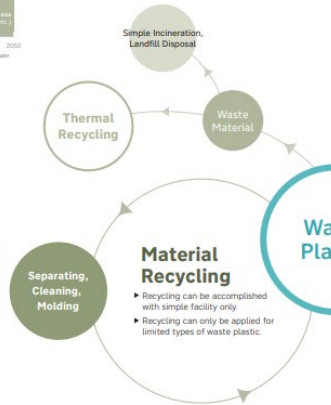 2050
Simple Incineration,
Landfill Disposal
Thermal
Recycling
Waste
Material
Separating,
Cleaning,
Molding
Material
Recycling
▶ Recycling can be accomplished
with simple facility only.
▶ Recycling can only be applied for
limited types of waste plastic.
Wa
Pla